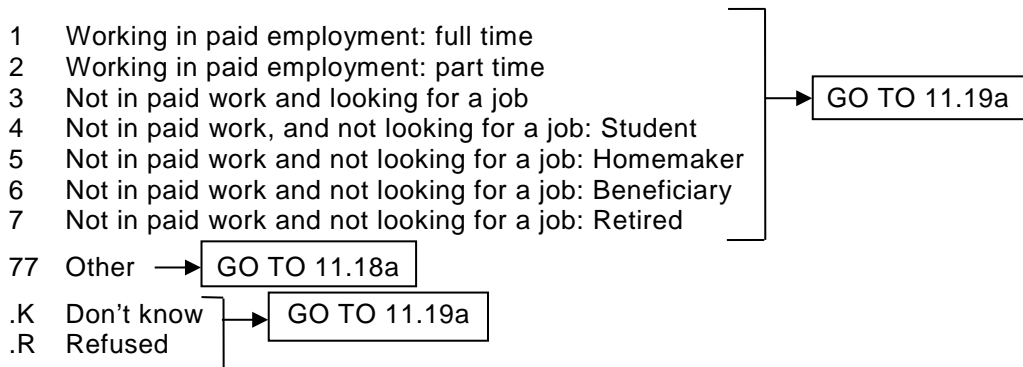 1 Working in paid employment: full time
2 Working in paid employment: part time
3 Not in paid work and looking for a job
GO TO 11.19a
4 Not in paid work, and not looking for a job: Student
5 Not in paid work and not looking for a job: Homemaker
6 Not in paid work and not looking for a job: Beneficiary
7 Not in paid work and not looking for a job: Retired
77 Other GO TO 11.18a
.K Don’t know GO TO 11.19a
.R Refused